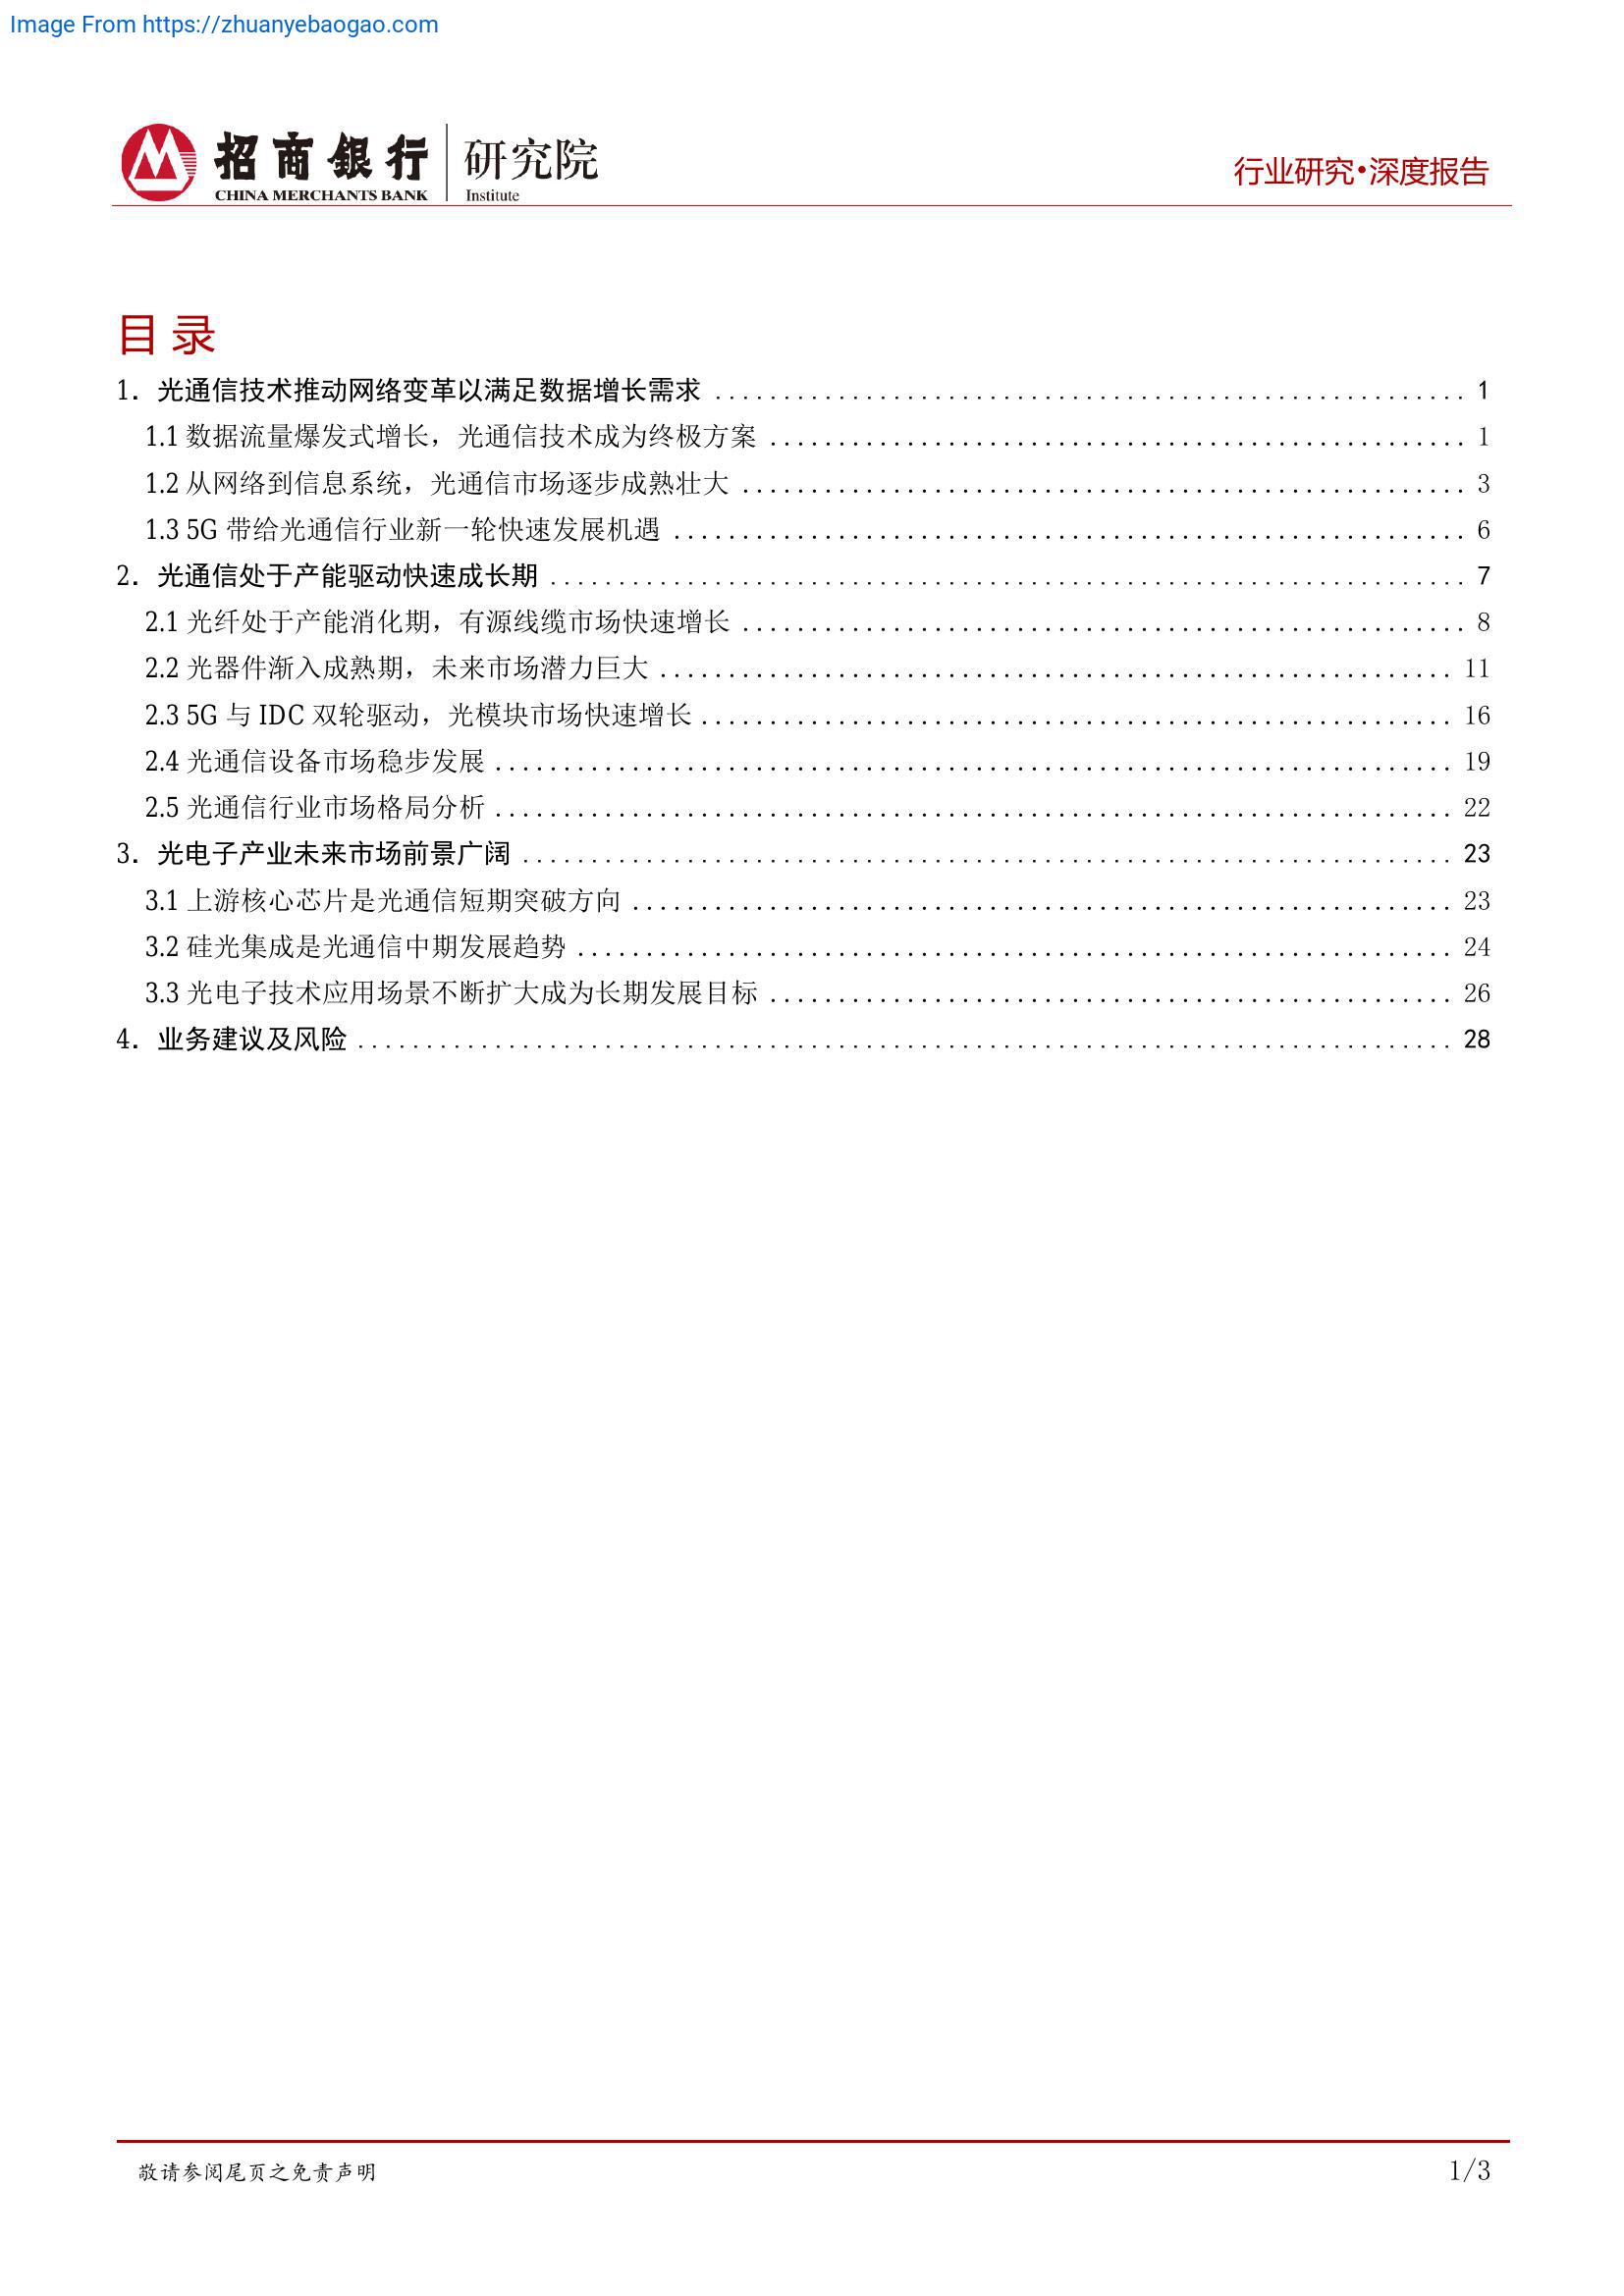 Image From https://zhuanyebaogao.com
招商銀行 研究院
CHINA MERCHANTS BANK Institute
行业研究•深度报告
目 录
1. 光通信技术推动网络变革以满足数据增长需求 ........ 1
1.1 数据流量爆发式增长，光通信技术成为终极方案 ........ 1
1.2 从网络到信息系统，光通信市场逐步成熟壮大 ........ 3
1.3 5G 带给光通信行业新一轮快速发展机遇 ........ 6
2. 光通信处于产能驱动快速成长期 ........ 7
2.1 光纤处于产能消化期，有源线缆市场快速增长 ........ 8
2.2 光器件渐入成熟期，未来市场潜力巨大 ........ 11
2.3 5G 与 IDC 双轮驱动，光模块市场快速增长 ........ 16
2.4 光通信设备市场稳步发展 ........ 19
2.5 光通信行业市场格局分析 ........ 22
3. 光电子产业未来市场前景广阔 ........ 23
3.1 上游核心芯片是光通信短期突破方向 ........ 23
3.2 硅光集成是光通信中期发展趋势 ........ 24
3.3 光电子技术应用场景不断扩大成为长期发展目标 ........ 26
4. 业务建议及风险 ........ 28
敬请参阅尾页之免责声明
1/3